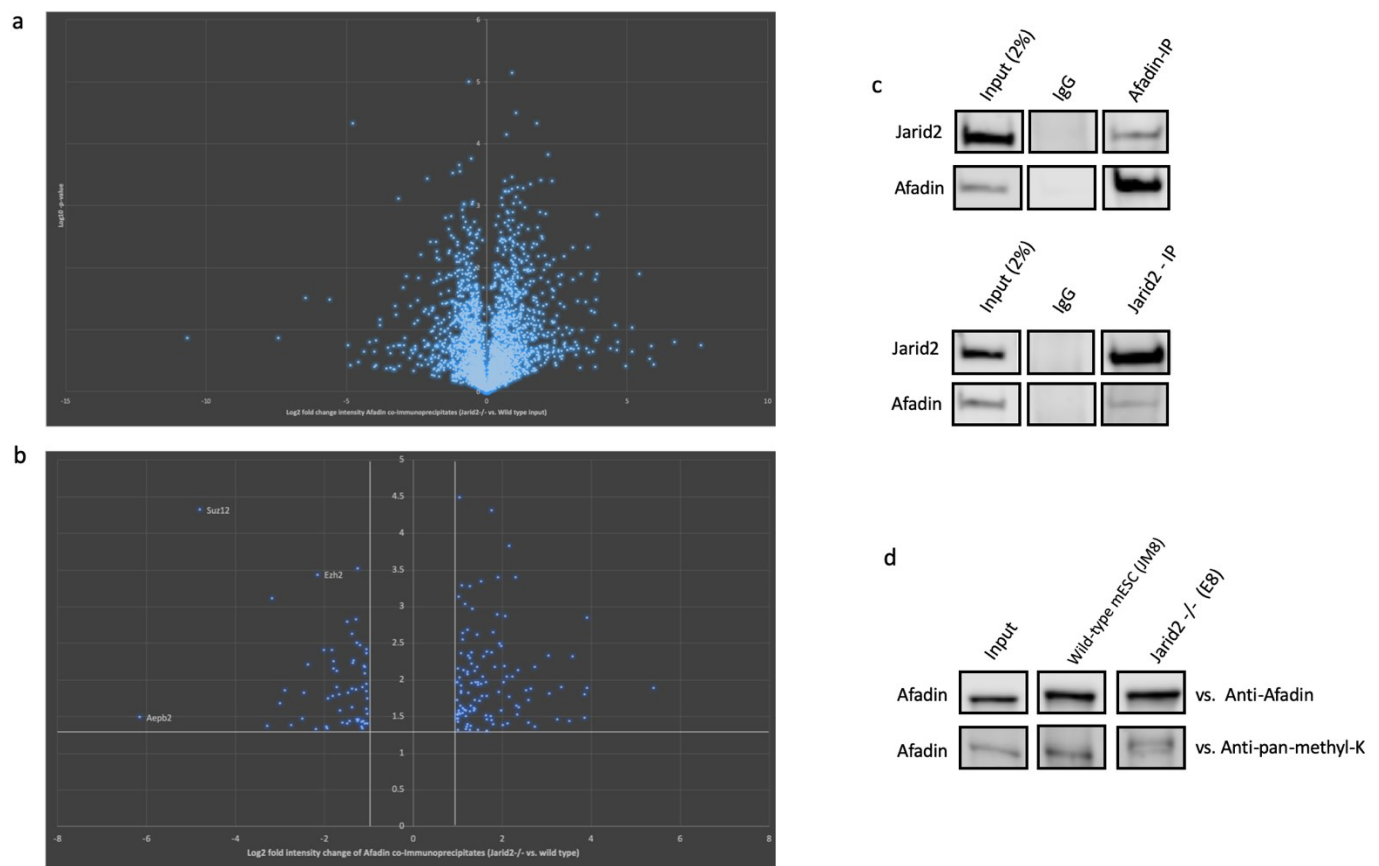 a
6
5
4
3
2
1
0
Log10 -p-value
-15
-10
-5
0
5
10
Log2 fold change intensity Afadin co-Immunoprecipitates (Jarid2-/- vs. Wild type input)
b
5
4.5
4
3.5
3
2.5
2
1.5
1
0.5
0
Suz12
Ezh2
Aepb2
-8
-6
-4
-2
0
2
4
6
8
Log2 fold intensity change of Afadin co-Immunoprecipitates (Jarid2-/- vs. wild type)
c
Input (2%)
IgG
Afadin-IP
Jarid2
Afadin
Input (2%)
IgG
Jarid2 - IP
Jarid2
Afadin
d
Input
Wild-type mESC (JM8)
Jarid2 -/- (E8)
Afadin
vs. Anti-Afadin
Afadin
vs. Anti-pan-methyl-K